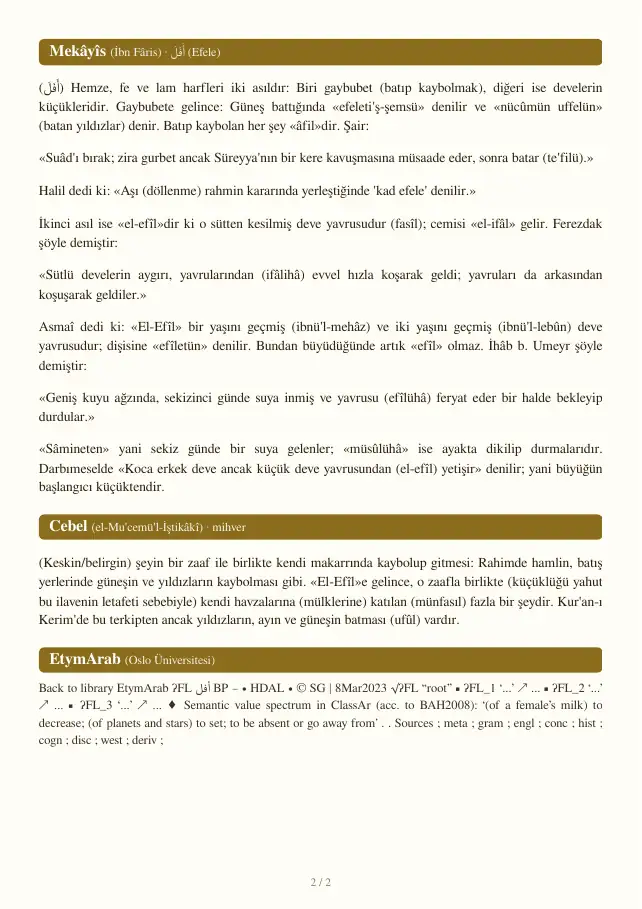 Mekâyîs (İbn Fâris) · أَفَلَ (Efele)
(أَفَلَ) Hemze, fe ve lam harfleri iki asıldır: Biri gaybubet (batıp kaybolmak), diğeri ise develerin
küçükleridir. Gaybubete gelince: Güneş battığında «efeleti'ş-şemsü» denilir ve «nücûmün uffelün»
(batan yıldızlar) denir. Batıp kaybolan her şey «âfil»dir. Şair:
«Suâd'ı bırak; zira gurbet ancak Süreyya'nın bir kere kavuşmasına müsaade eder, sonra batar (te'filü).»
Halil dedi ki: «Aşı (döllenme) rahmin kararında yerleştiğinde 'kad efele' denilir.»
İkinci asıl ise «el-efîl»dir ki o sütten kesilmiş deve yavrusudur (fasîl); cemisi «el-ifâl» gelir. Ferezdak
şöyle demiştir:
«Sütlü develerin aygırı, yavrularından (ifâlihâ) evvel hızla koşarak geldi; yavruları da arkasından
koşuşarak geldiler.»
Asmaî dedi ki: «El-Efîl» bir yaşını geçmiş (ibnü'l-mehâz) ve iki yaşını geçmiş (ibnü'l-lebûn) deve
yavrusudur; dişisine «efîletün» denilir. Bundan büyüdüğünde artık «efîl» olmaz. İhâb b. Umeyr şöyle
demiştir:
«Geniş kuyu ağzında, sekizinci günde suya inmiş ve yavrusu (efîlühâ) feryat eder bir halde bekleyip
durdular.»
«Sâmineten» yani sekiz günde bir suya gelenler; «müsûlühâ» ise ayakta dikilip durmalarıdır.
Darbımeselde «Koca erkek deve ancak küçük deve yavrusundan (el-efîl) yetişir» denilir; yani büyüğün
başlangıcı küçüktendir.
Cebel (el-Mu'cemü'l-İştikâkî) · mihver
(Keskin/belirgin) şeyin bir zaaf ile birlikte kendi makarrında kaybolup gitmesi: Rahimde hamlin, batış
yerlerinde güneşin ve yıldızların kaybolması gibi. «El-Efîl»e gelince, o zaafla birlikte (küçüklüğü yahut
bu ilavenin letafeti sebebiyle) kendi havzalarına (mülklerine) katılan (münfasıl) fazla bir şeydir. Kur'an-ı
Kerim'de bu terkipten ancak yıldızların, ayın ve güneşin batması (ufûl) vardır.
EtymArab (Oslo Üniversitesi)
Back to library EtymArab ʔFL أفل BP – • HDAL • © SG | 8Mar2023 √ʔFL “root” ▪ ʔFL_1 ‘...’ ↗ ... ▪ ʔFL_2 ‘...’
↗ ... ▪ ʔFL_3 ‘...’ ↗ ... ♦ Semantic value spectrum in ClassAr (acc. to BAH2008): ‘(of a female’s milk) to
decrease; (of planets and stars) to set; to be absent or go away from’ . . Sources ; meta ; gram ; engl ; conc ; hist ;
cogn ; disc ; west ; deriv ;
2 / 2